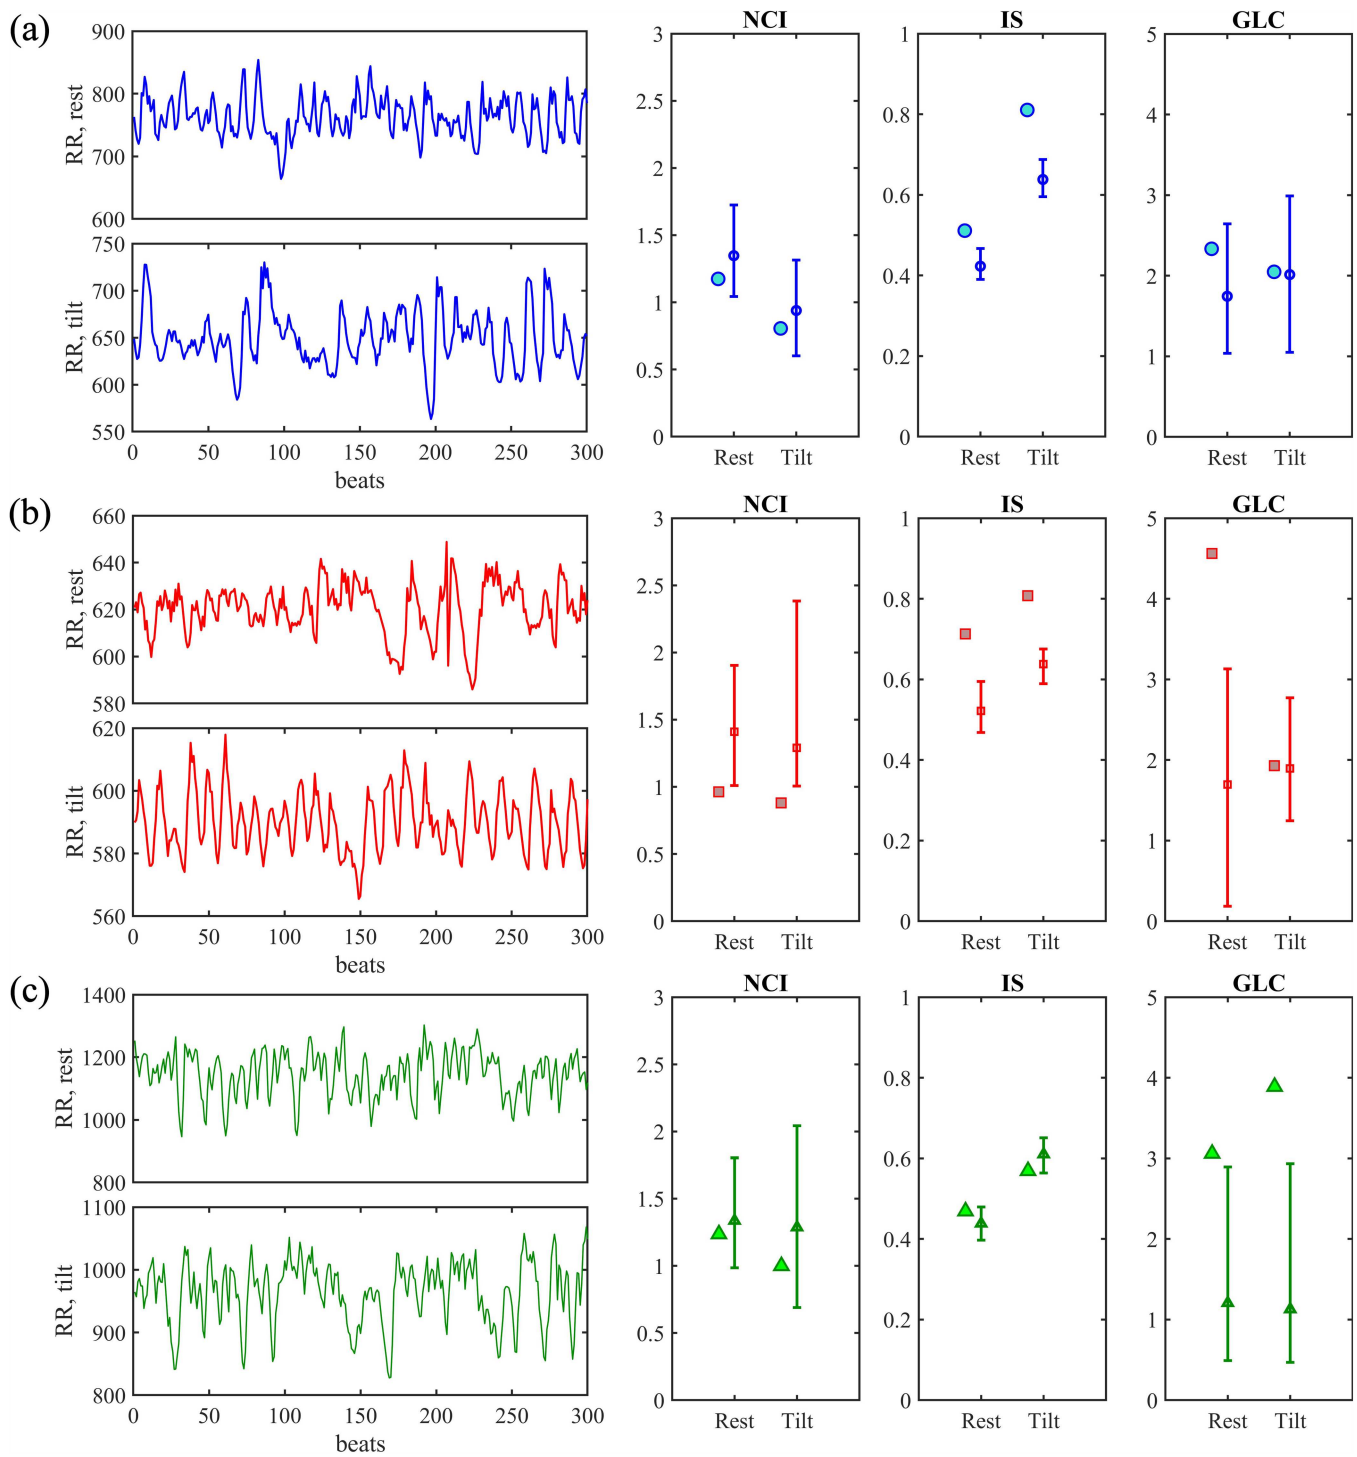 (a)
NCI
IS
GLC
900
800
700
600
RR, rest
750
700
650
600
550
RR, tilt
0 50 100 150 200 250 300
beats
3
2.5
2
1.5
1
0.5
0
Rest Tilt
1
0.8
0.6
0.4
0.2
0
Rest Tilt
5
4
3
2
1
0
Rest Tilt
(b)
NCI
IS
GLC
660
640
620
600
580
RR, rest
620
600
580
560
RR, tilt
0 50 100 150 200 250 300
beats
3
2.5
2
1.5
1
0.5
0
Rest Tilt
1
0.8
0.6
0.4
0.2
0
Rest Tilt
5
4
3
2
1
0
Rest Tilt
(c)
NCI
IS
GLC
1400
1200
1000
800
RR, rest
1100
1000
900
800
RR, tilt
0 50 100 150 200 250 300
beats
3
2.5
2
1.5
1
0.5
0
Rest Tilt
1
0.8
0.6
0.4
0.2
0
Rest Tilt
5
4
3
2
1
0
Rest Tilt